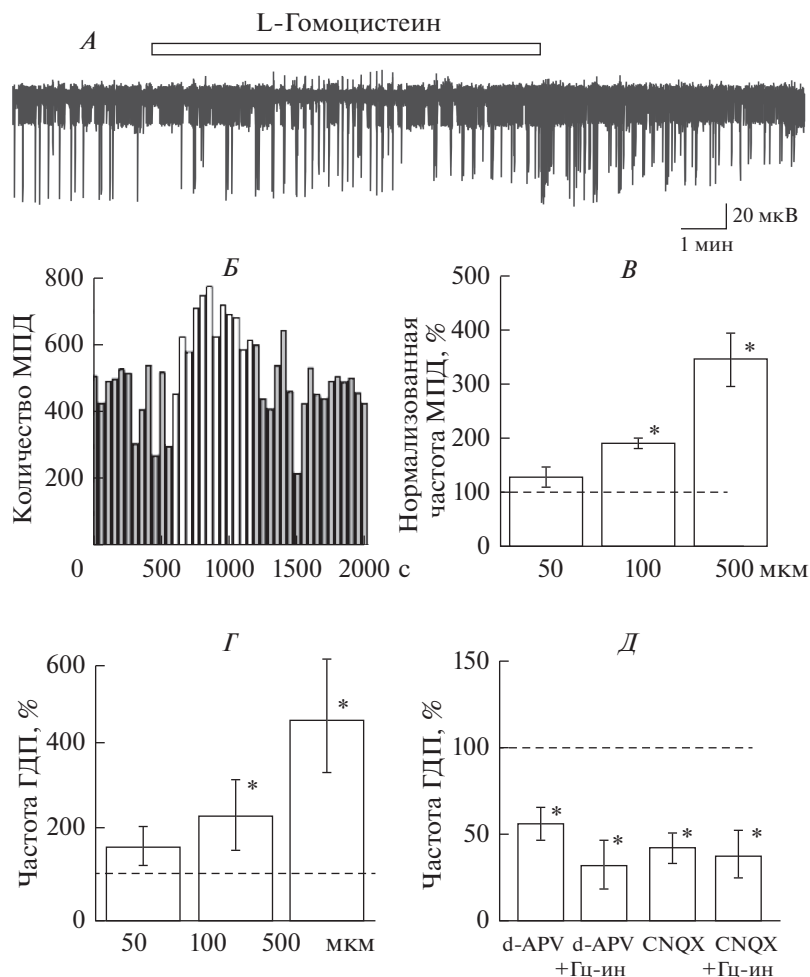 А
L-Гомоцистеин
20 мкВ
1 мин
Б
Количество МПД
800
600
400
200
0
500
1000
1500
2000 с
В
Нормализованная
частота МПД, %
500
400
300
200
100
0
50
100
500 мкм
Г
Частота ГДП, %
600
400
200
0
50
100
500
мкм
Д
Частота ГДП, %
150
100
50
0
d-APV d-APV CNQX CNQX
+Гц-ин +Гц-ин
* * * * * * * *